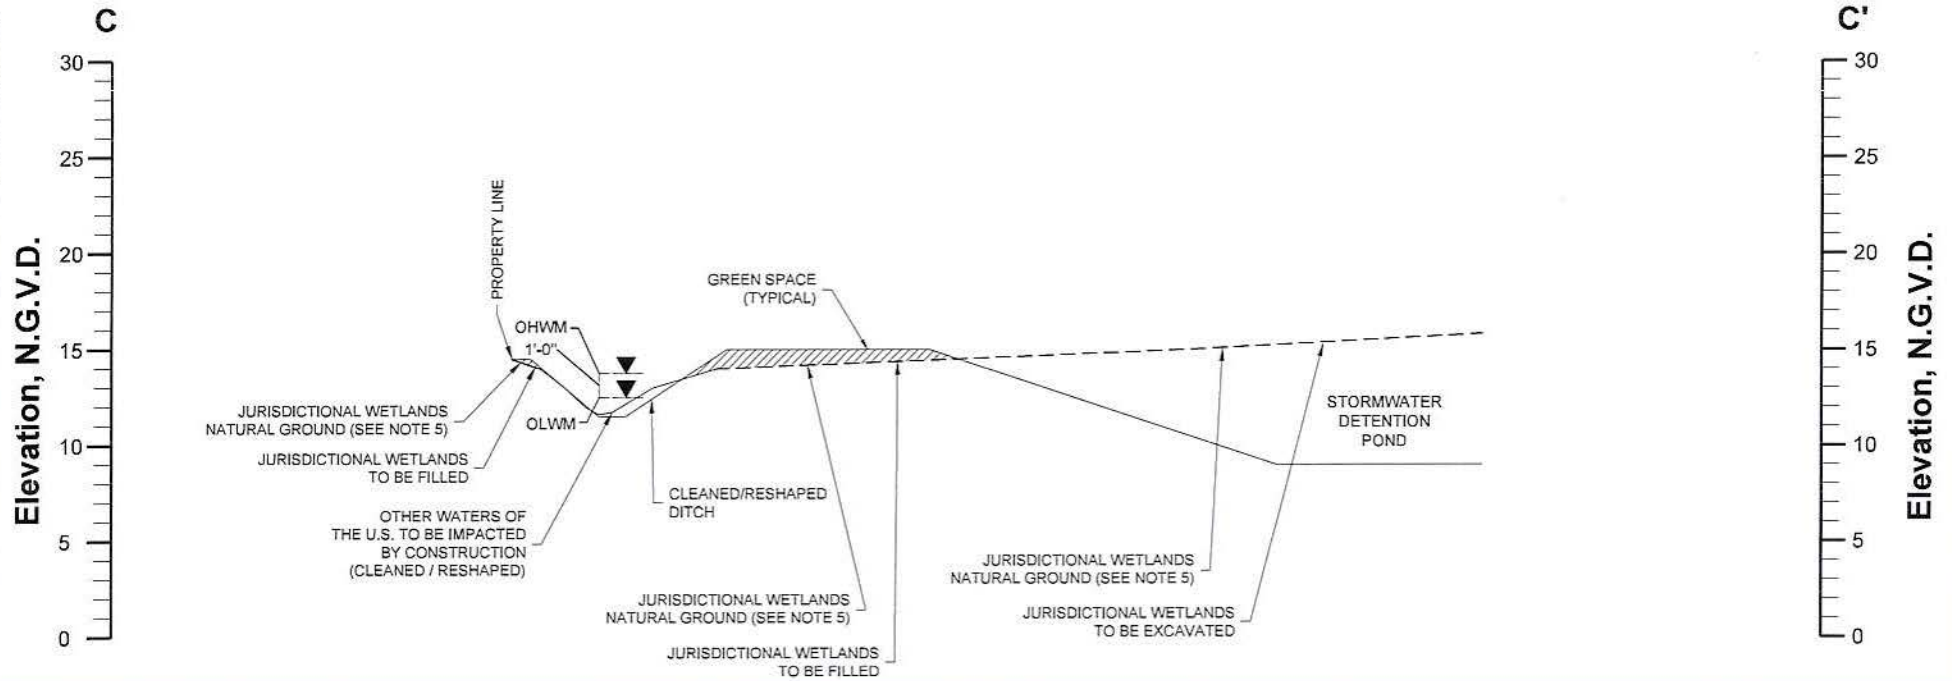 C
C'
30
25
20
15
10
5
0
Elevation, N.G.V.D.
PROPERTY LINE
OHWM
1'-0"
OLWM
GREEN SPACE
(TYPICAL)
JURISDICTIONAL WETLANDS
NATURAL GROUND (SEE NOTE 5)
JURISDICTIONAL WETLANDS
TO BE FILLED
OTHER WATERS OF
THE U.S. TO BE IMPACTED
BY CONSTRUCTION
(CLEANED / RESHAPED)
CLEANED/RESHAPED
DITCH
JURISDICTIONAL WETLANDS
NATURAL GROUND (SEE NOTE 5)
JURISDICTIONAL WETLANDS
TO BE FILLED
JURISDICTIONAL WETLANDS
NATURAL GROUND (SEE NOTE 5)
JURISDICTIONAL WETLANDS
TO BE EXCAVATED
STORMWATER
DETENTION
POND
30
25
20
15
10
5
0
Elevation, N.G.V.D.